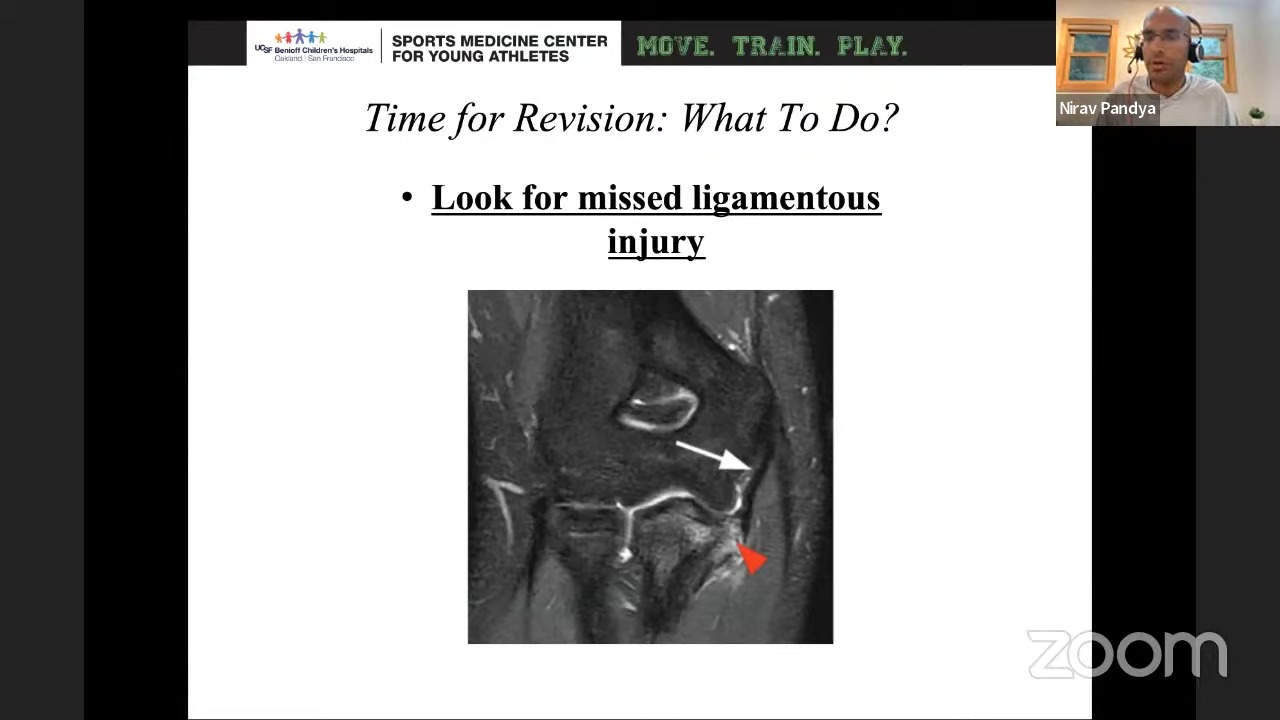 UCSF Benioff Children's Hospitals
Oakland | San Francisco
SPORTS MEDICINE CENTER
FOR YOUNG ATHLETES
MOVE. TRAIN. PLAY.
Nirav Pandya
Time for Revision: What To Do?
• Look for missed ligamentous
injury
zoom